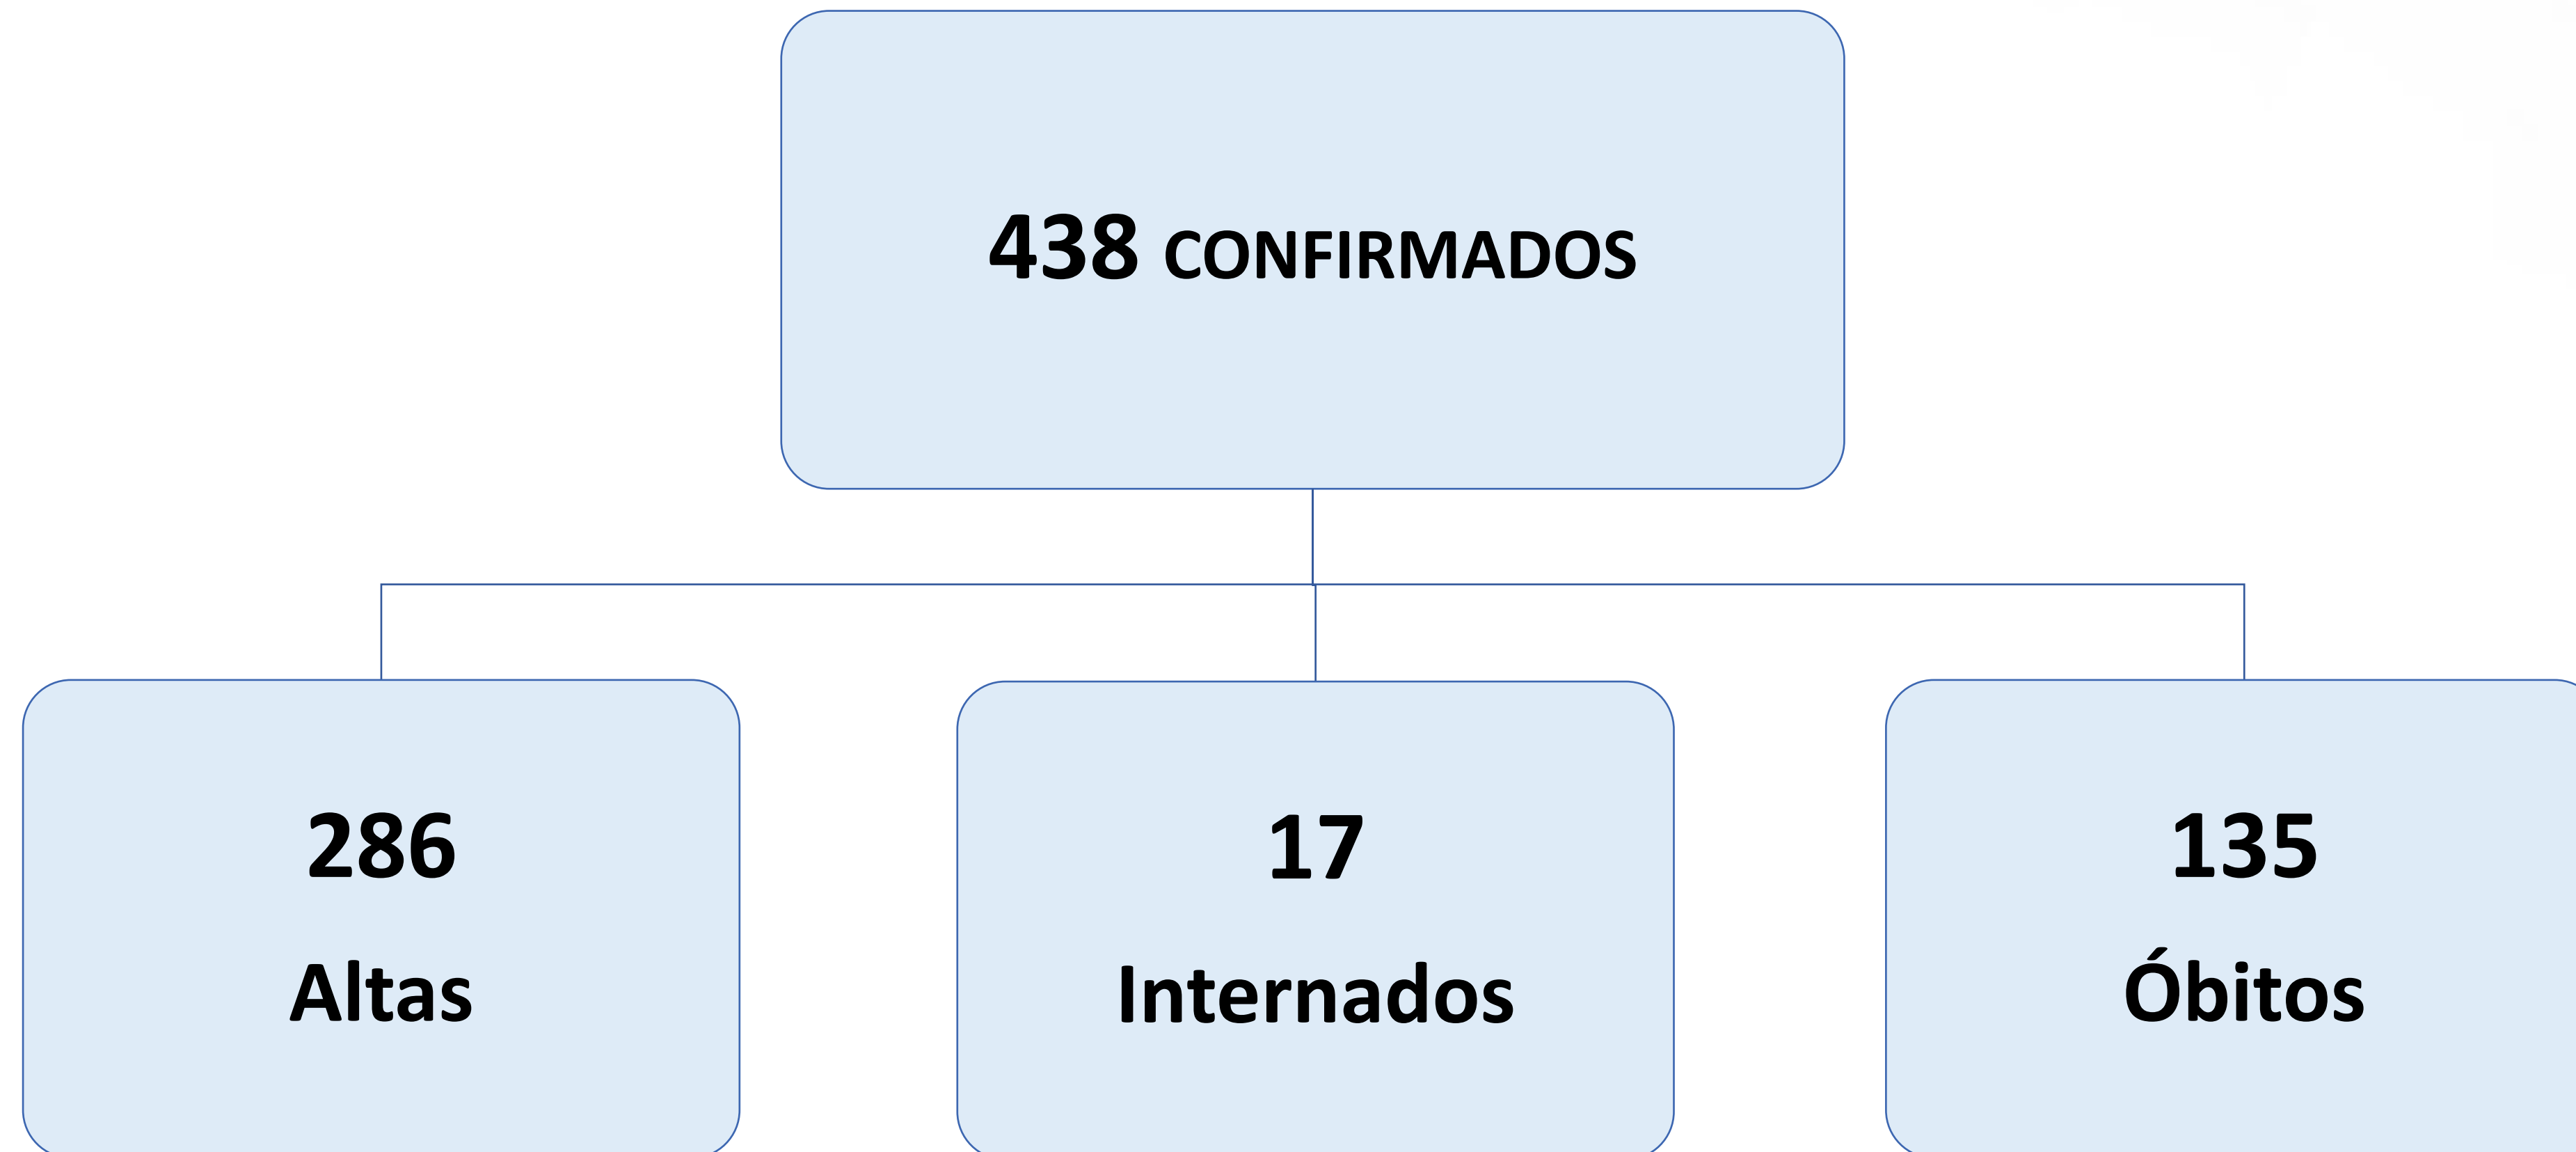 438 CONFIRMADOS
286
Altas
17
Internados
135
Óbitos